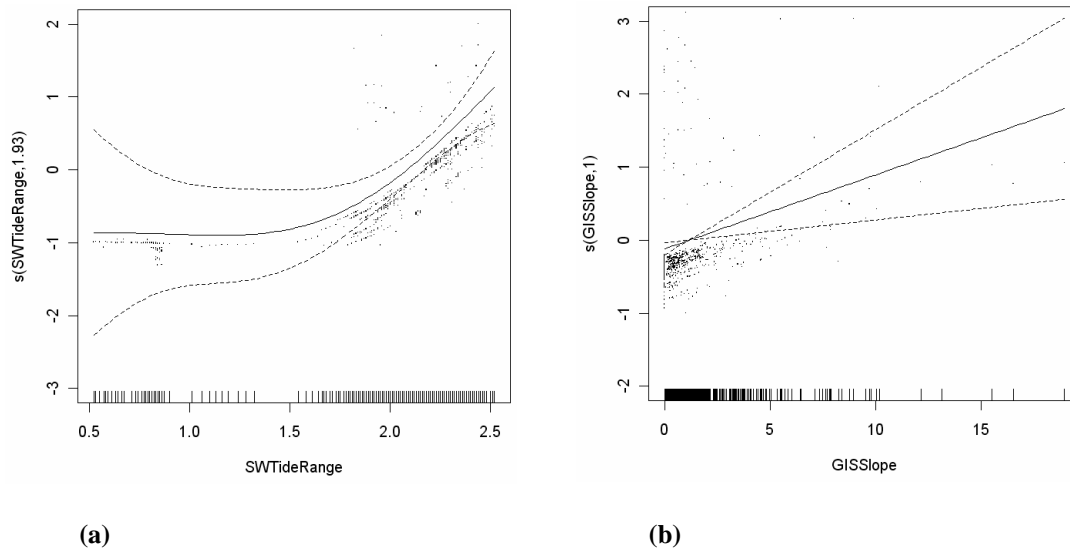 s(SWTideRange,1.93)
2
1
0
-1
-2
-3
0.5 1.0 1.5 2.0 2.5
SWTideRange
(a)
s(GISSlope,1)
3
2
1
0
-1
-2
0 5 10 15
GISSlope
(b)